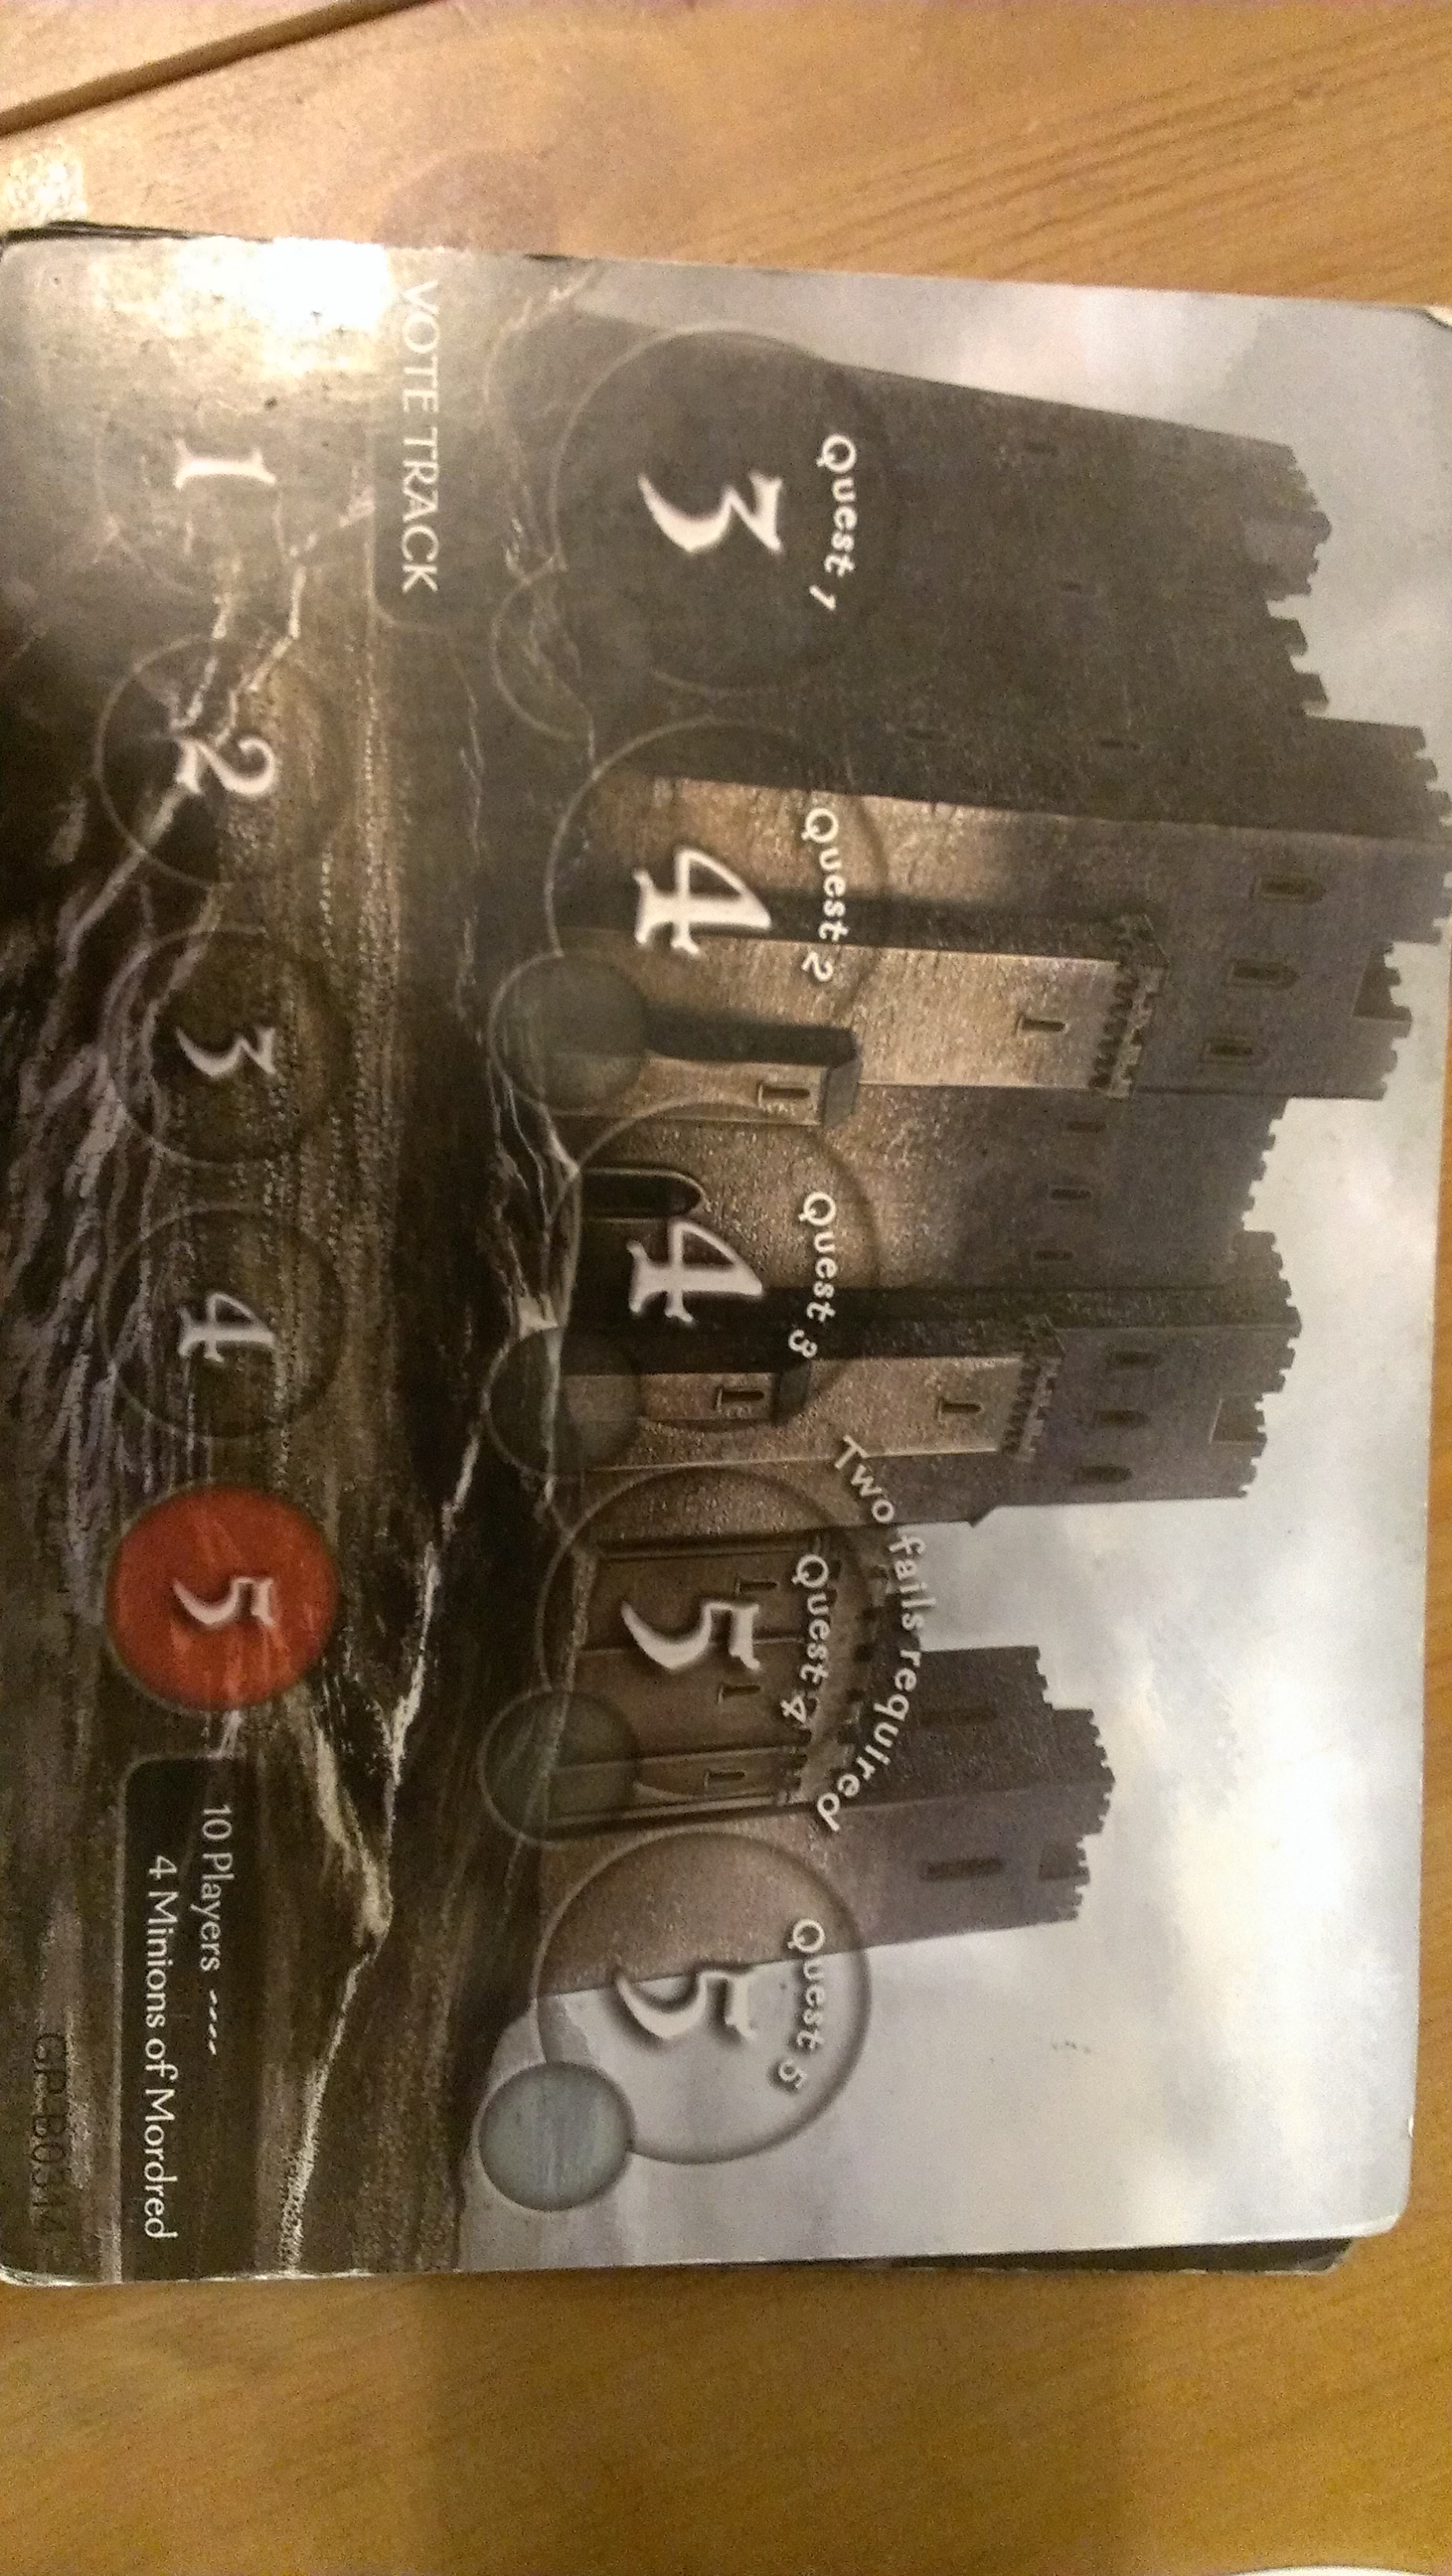 Two fails required
Quest 1
3
Quest 2
4
Quest 3
4
Quest 4
5
Quest 5
5
VOTE TRACK
1
2
3
4
5
10 Players ----
4 Minions of Mordred